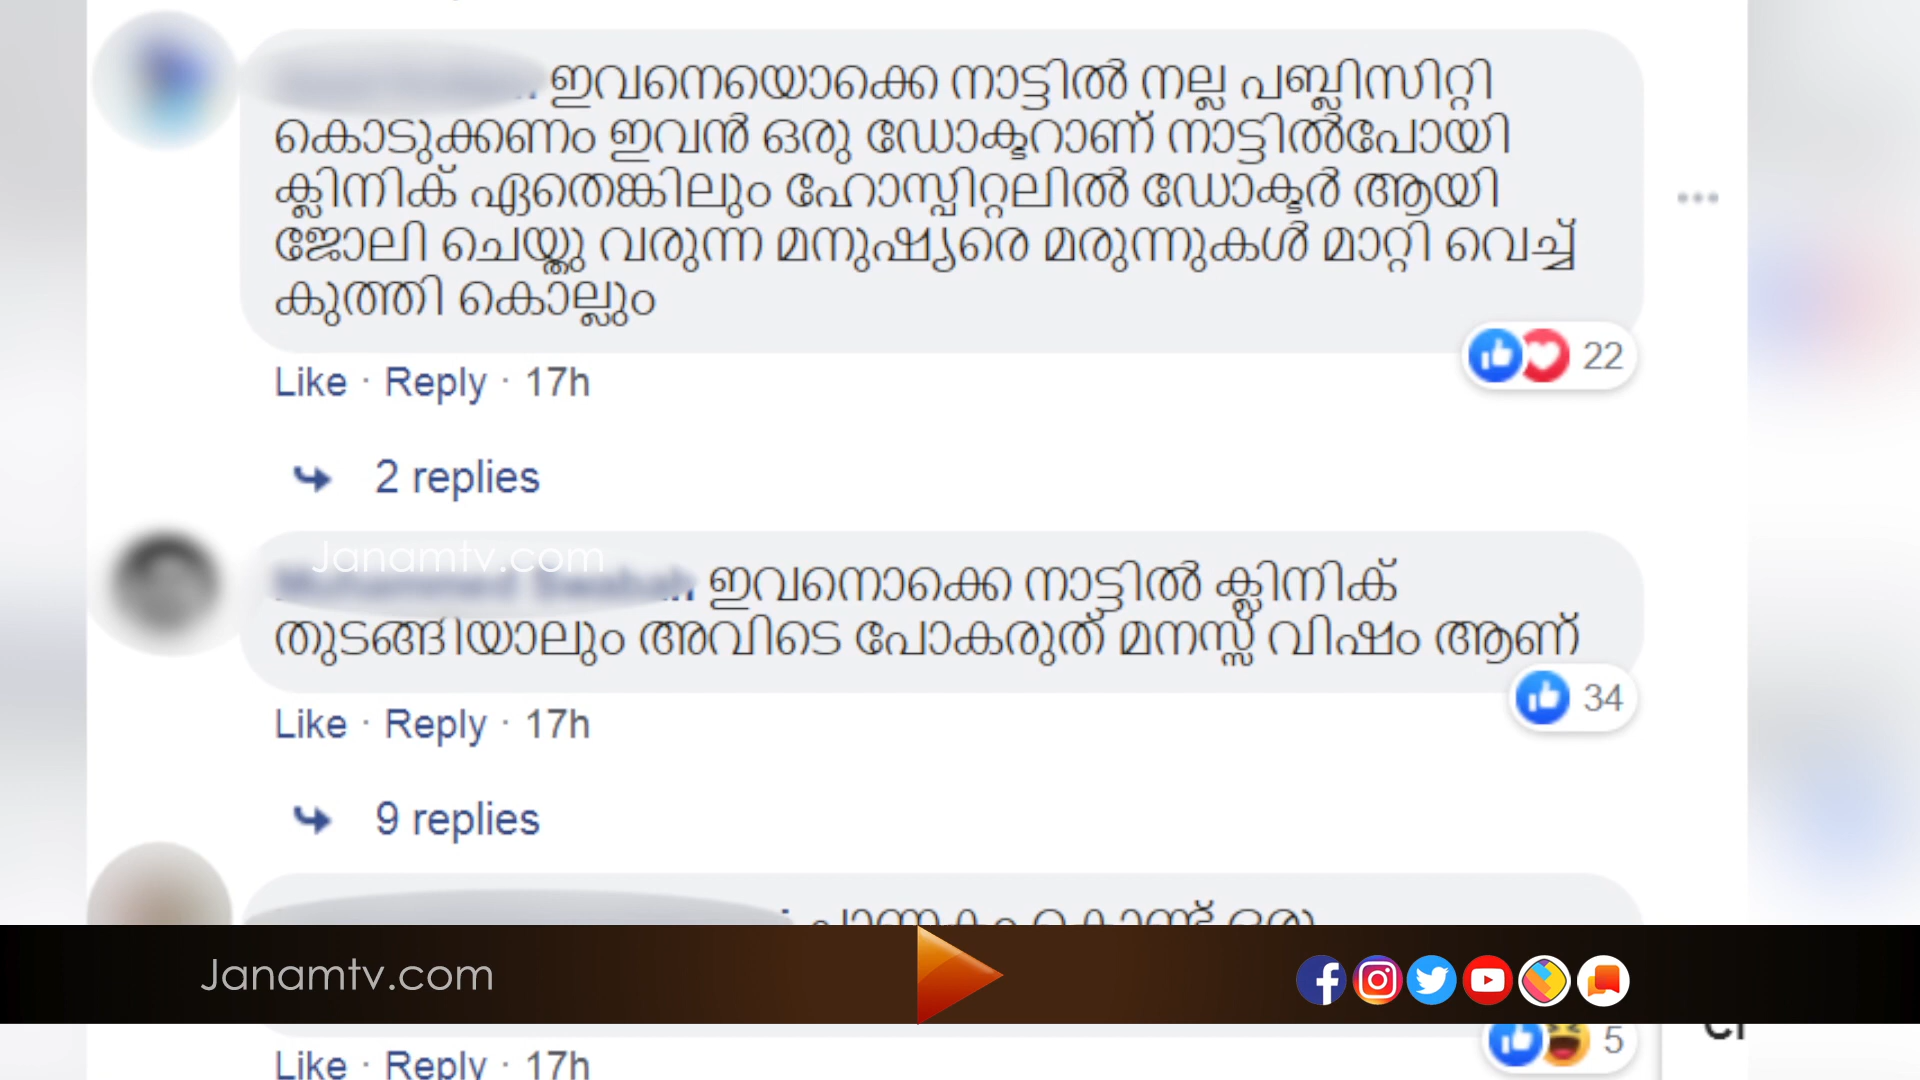 ഇവനെയൊക്കെ നാട്ടിൽ നല്ല പബ്ലിസിറ്റി
കൊടുക്കണം ഇവൻ ഒരു ഡോക്ടറാണ് നാട്ടിൽപോയി
ക്ലിനിക് ഏതെങ്കിലും ഹോസ്പിറ്റലിൽ ഡോക്ടർ ആയി
ജോലി ചെയ്തു വരുന്ന മനുഷ്യരെ മരുന്നുകൾ മാറ്റി വെച്ച്
കുത്തി കൊല്ലും
22
Like · Reply · 17h
2 replies
Janamtv.com
ഇവനൊക്കെ നാട്ടിൽ ക്ലിനിക്
തുടങ്ങിയാലും അവിടെ പോകരുത് മനസ്സ് വിഷം ആണ്
34
Like · Reply · 17h
9 replies
Janamtv.com
5
Like · Reply · 17h